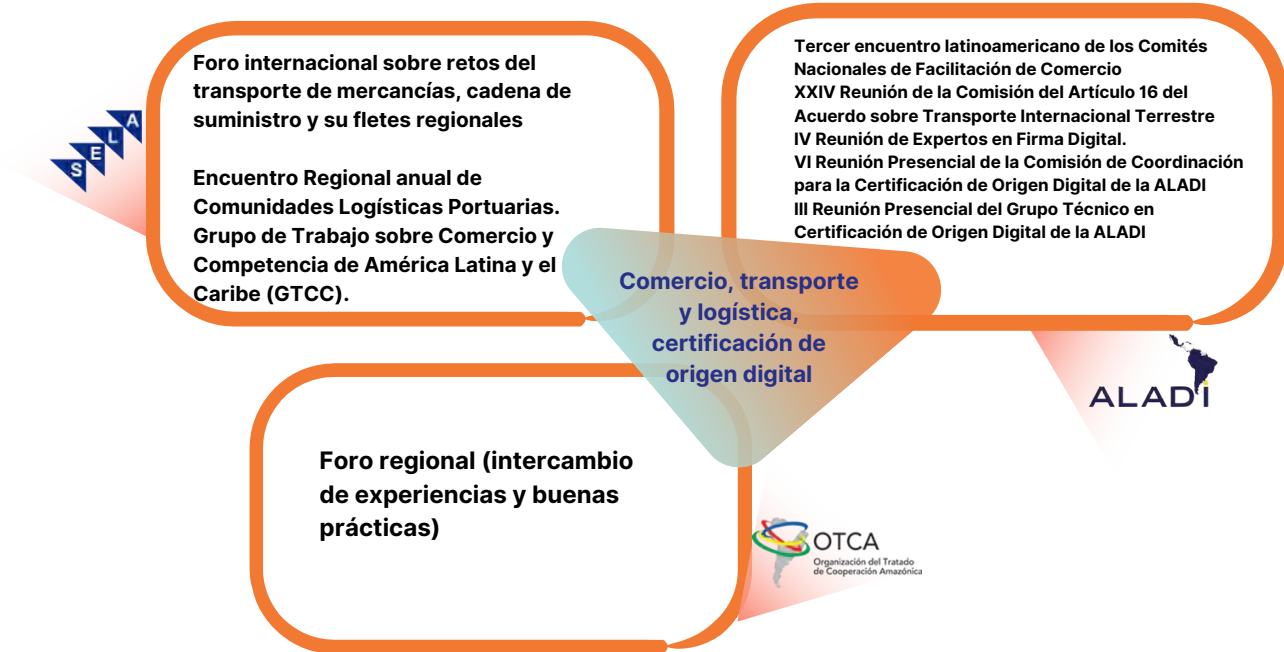 SELA
Foro internacional sobre retos del
transporte de mercancías, cadena de
suministro y su fletes regionales
Encuentro Regional anual de
Comunidades Logísticas Portuarias.
Grupo de Trabajo sobre Comercio y
Competencia de América Latina y el
Caribe (GTCC).
Tercer encuentro latinoamericano de los Comités
Nacionales de Facilitación de Comercio
XXIV Reunión de la Comisión del Artículo 16 del
Acuerdo sobre Transporte Internacional Terrestre
IV Reunión de Expertos en Firma Digital.
VI Reunión Presencial de la Comisión de Coordinación
para la Certificación de Origen Digital de la ALADI
III Reunión Presencial del Grupo Técnico en
Certificación de Origen Digital de la ALADI
Comercio, transporte
y logística,
certificación de
origen digital
ALADI
Foro regional (intercambio
de experiencias y buenas
prácticas)
OTCA
Organización del Tratado
de Cooperación Amazónica